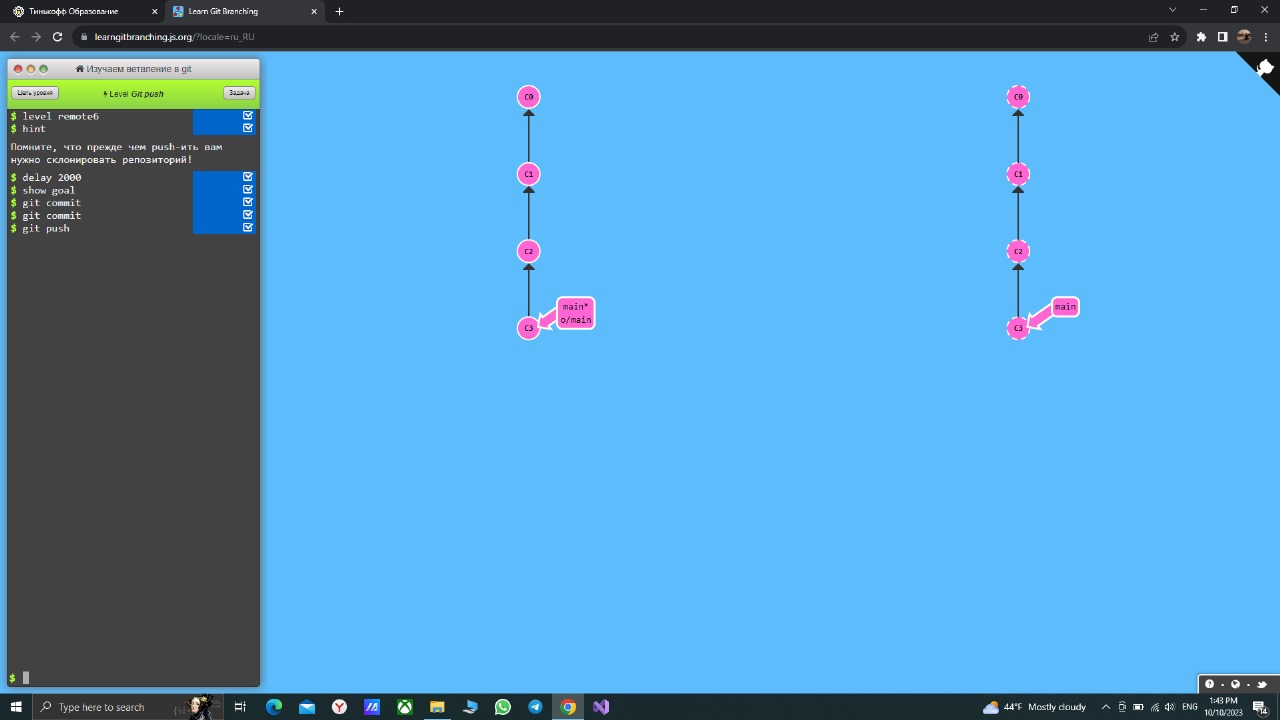 Тинькофф Образование
Learn Git Branching
learngitbranching.js.org/?locale=ru_RU
Изучаем ветвление в git
Цель уровня
Level Git push
Задача
$ level remote6
$ hint
Помните, что прежде чем push-ить вам
нужно склонировать репозиторий!
$ delay 2000
$ show goal
$ git commit
$ git commit
$ git push
$
C0
C1
C2
main*
o/main
C3
C0
C1
C2
main
C3
Type here to search
44°F Mostly cloudy
ENG
1:43 PM
10/10/2023
14